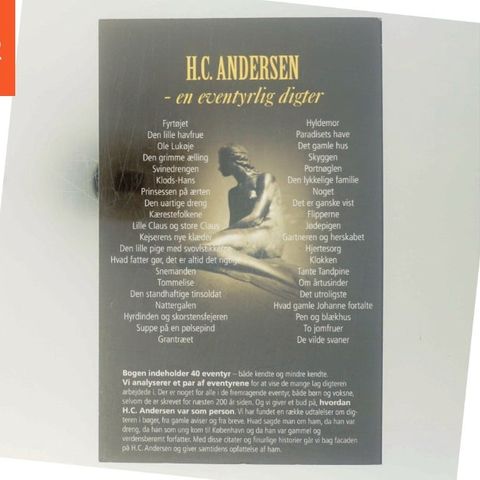 H.C. ANDERSEN
- en eventyrlig digter
Fyrtøjet
Den lille havfrue
Ole Lukøje
Den grimme ælling
Svinedrengen
Klods-Hans
Prinsessen på ærten
Den uartige dreng
Kærestefolkene
Lille Claus og store Claus
Kejserens nye klæder
Den lille pige med svovlstikkerne
Hvad fatter gør, det er altid det rigtige
Snemanden
Tommelise
Den standhaftige tinsoldat
Nattergalen
Hyrdinden og skorstensfejeren
Suppe på en pølsepind
Grantræet
Hyldemor
Paradisets have
Det gamle hus
Skyggen
Portnøglen
Den lykkelige familie
Noget
Det er ganske vist
Flipperne
Jødepigen
Gartneren og herskabet
Hjertesorg
Klokken
Tante Tandpine
Om årtusinder
Det utroligste
Hvad gamle Johanne fortalte
Pen og blækhus
To jomfruer
De vilde svaner
Bogen indeholder 40 eventyr – både kendte og mindre kendte.
Vi analyserer et par af eventyrene for at vise de mange lag digteren
arbejdede i. Der er noget for alle i de fremragende eventyr, både børn og voksne,
selvom de er skrevet for næsten 200 år siden. Og vi giver et bud på, hvordan
H.C. Andersen var som person. Vi har fundet en række udtalelser om dig-
teren i bøger, fra gamle aviser og fra breve. Hvad sagde man om ham, da han var
dreng, da han som ung kom til København og da han var gammel og
verdensberømt forfatter. Med disse citater og finurlige historier går vi bag facaden
på H.C. Andersen og giver samtidens opfattelse af ham.